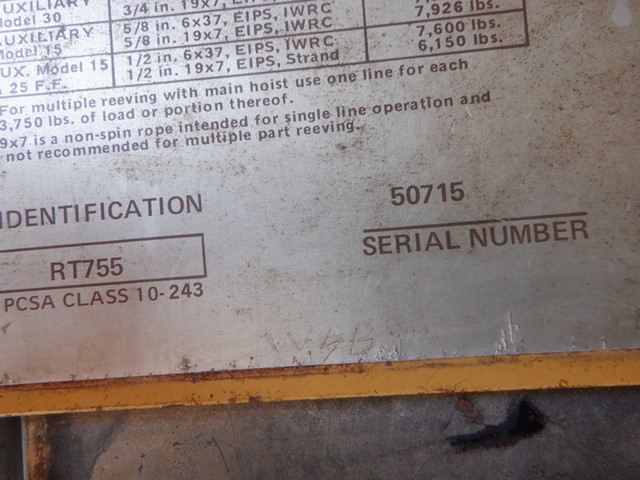 3/4 in. 19x7,
Model 30
AUXILIARY 5/8 in. 6x37, EIPS, IWRC 7,926 lbs.
Model 15 5/8 in. 19x7, EIPS, IWRC
UX. Model 15 1/2 in. 6x37, EIPS, IWRC 7,600 lbs.
25 F.F. 1/2 in. 19x7, EIPS, Strand 6,150 lbs.
For multiple reeving with main hoist use one line for each
3,750 lbs. of load or portion thereof.
9x7 is a non-spin rope intended for single line operation and
not recommended for multiple part reeving.
IDENTIFICATION
RT755
PCSA CLASS 10-243
50715
SERIAL NUMBER